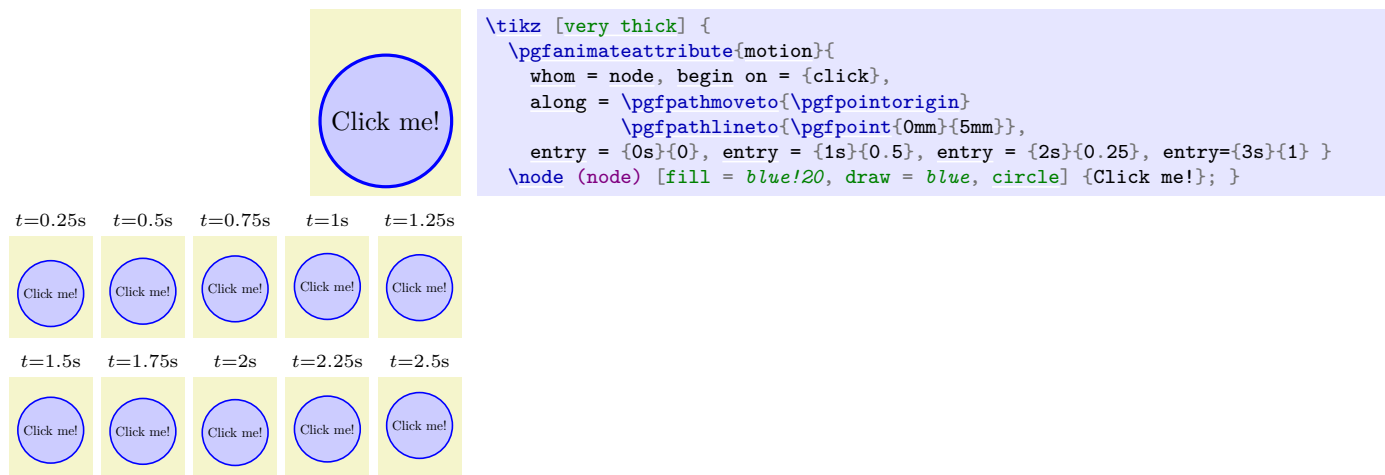 Click me!
\tikz [very thick] {
\pgfanimateattribute{motion}{
whom = node, begin on = {click},
along = \pgfpathmoveto{\pgfpointorigin}
\pgfpathlineto{\pgfpoint{0mm}{5mm}},
entry = {0s}{0}, entry = {1s}{0.5}, entry = {2s}{0.25}, entry={3s}{1} }
\node (node) [fill = blue!20, draw = blue, circle] {Click me!}; }
t=0.25s t=0.5s t=0.75s t=1s t=1.25s
Click me! Click me! Click me! Click me! Click me!
t=1.5s t=1.75s t=2s t=2.25s t=2.5s
Click me! Click me! Click me! Click me! Click me!